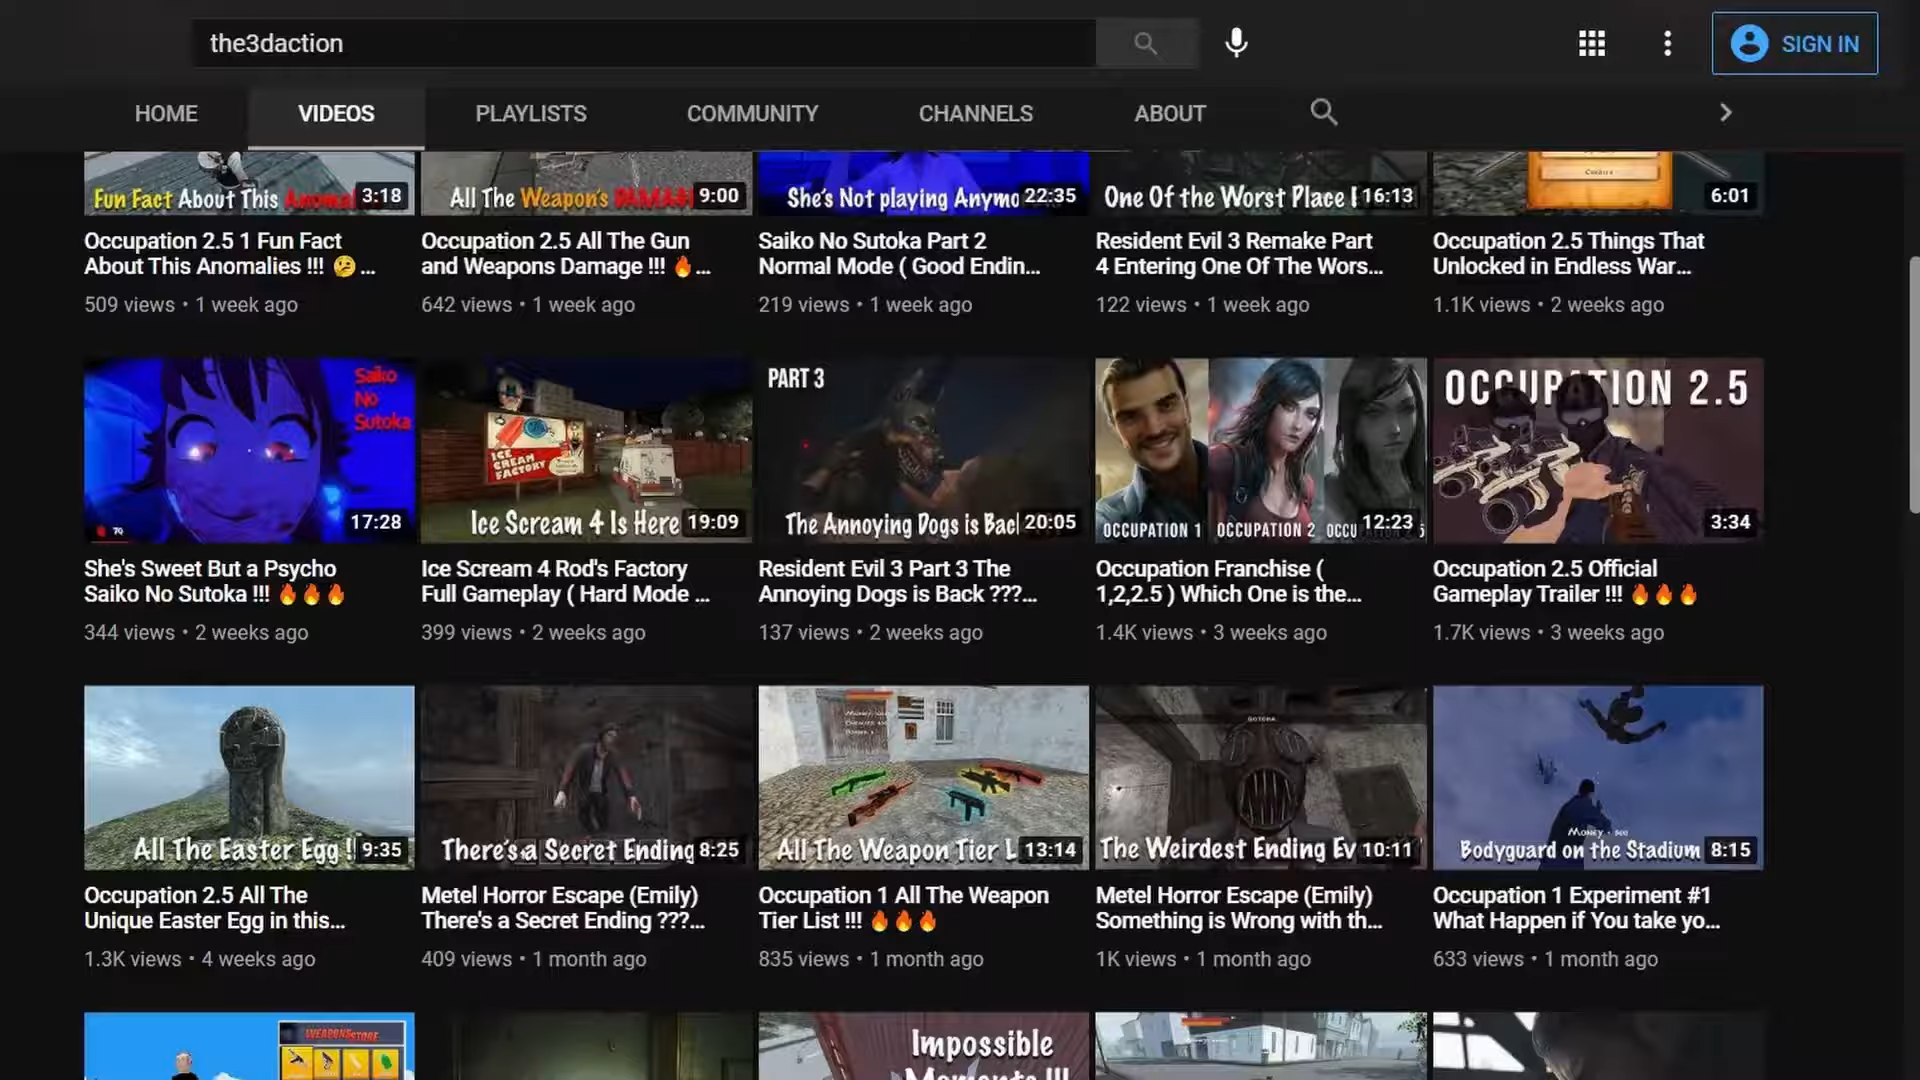 the3daction
SIGN IN
HOME
VIDEOS
PLAYLISTS
COMMUNITY
CHANNELS
ABOUT
Fun Fact About This
3:18
All The Weapon's
9:00
She's Not playing Anymo
22:35
One Of the Worst Place
16:13
Credits
6:01
Occupation 2.5 1 Fun Fact
About This Anomalies !!! 🤔...
509 views • 1 week ago
Occupation 2.5 All The Gun
and Weapons Damage !!! 🔥...
642 views • 1 week ago
Saiko No Sutoka Part 2
Normal Mode ( Good Endin...
219 views • 1 week ago
Resident Evil 3 Remake Part
4 Entering One Of The Wors...
122 views • 1 week ago
Occupation 2.5 Things That
Unlocked in Endless War...
1.1K views • 2 weeks ago
Saiko
No
Sutoka
70
17:28
ICE
CREAM
FACTORY
Ice Scream 4 Is Here
19:09
PART 3
The Annoying Dogs is Bac
20:05
OCCUPATION 1
OCCUPATION 2
12:23
OCCUPATION 2.5
3:34
She's Sweet But a Psycho
Saiko No Sutoka !!! 🔥🔥🔥
344 views • 2 weeks ago
Ice Scream 4 Rod's Factory
Full Gameplay ( Hard Mode ...
399 views • 2 weeks ago
Resident Evil 3 Part 3 The
Annoying Dogs is Back ???...
137 views • 2 weeks ago
Occupation Franchise (
1,2,2.5 ) Which One is the...
1.4K views • 3 weeks ago
Occupation 2.5 Official
Gameplay Trailer !!! 🔥🔥🔥
1.7K views • 3 weeks ago
All The Easter Egg !!
9:35
There's a Secret Ending
8:25
All The Weapon Tier L
13:14
GOTCHA
The Weirdest Ending Ev
10:11
Money - 500
Bodyguard on the Stadium
8:15
Occupation 2.5 All The
Unique Easter Egg in this...
1.3K views • 4 weeks ago
Metel Horror Escape (Emily)
There's a Secret Ending ???...
409 views • 1 month ago
Occupation 1 All The Weapon
Tier List !!! 🔥🔥🔥
835 views • 1 month ago
Metel Horror Escape (Emily)
Something is Wrong with th...
1K views • 1 month ago
Occupation 1 Experiment #1
What Happen if You take yo...
633 views • 1 month ago
WEAPONS STORE
Impossible
Moments !!!